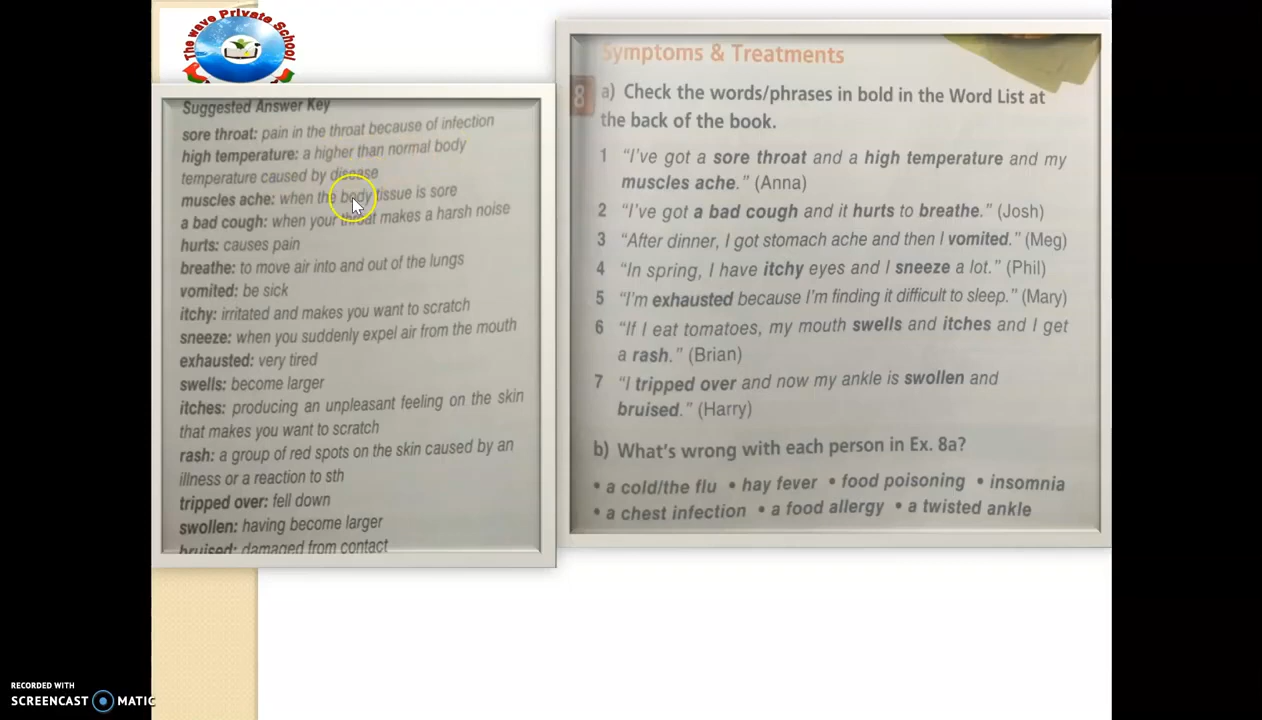 The wave Private School
Suggested Answer Key
sore throat: pain in the throat because of infection
high temperature: a higher than normal body
temperature caused by disease
muscles ache: when the body tissue is sore
a bad cough: when your throat makes a harsh noise
hurts: causes pain
breathe: to move air into and out of the lungs
vomited: be sick
itchy: irritated and makes you want to scratch
sneeze: when you suddenly expel air from the mouth
exhausted: very tired
swells: become larger
itches: producing an unpleasant feeling on the skin
that makes you want to scratch
rash: a group of red spots on the skin caused by an
illness or a reaction to sth
tripped over: fell down
swollen: having become larger
bruised: damaged from contact
Symptoms & Treatments
8 a) Check the words/phrases in bold in the Word List at
the back of the book.
1 “I've got a sore throat and a high temperature and my
muscles ache.” (Anna)
2 “I've got a bad cough and it hurts to breathe.” (Josh)
3 “After dinner, I got stomach ache and then I vomited.” (Meg)
4 “In spring, I have itchy eyes and I sneeze a lot.” (Phil)
5 “I'm exhausted because I'm finding it difficult to sleep.” (Mary)
6 “If I eat tomatoes, my mouth swells and itches and I get
a rash.” (Brian)
7 “I tripped over and now my ankle is swollen and
bruised.” (Harry)
b) What's wrong with each person in Ex. 8a?
• a cold/the flu • hay fever • food poisoning • insomnia
• a chest infection • a food allergy • a twisted ankle
RECORDED WITH
SCREENCAST MATIC